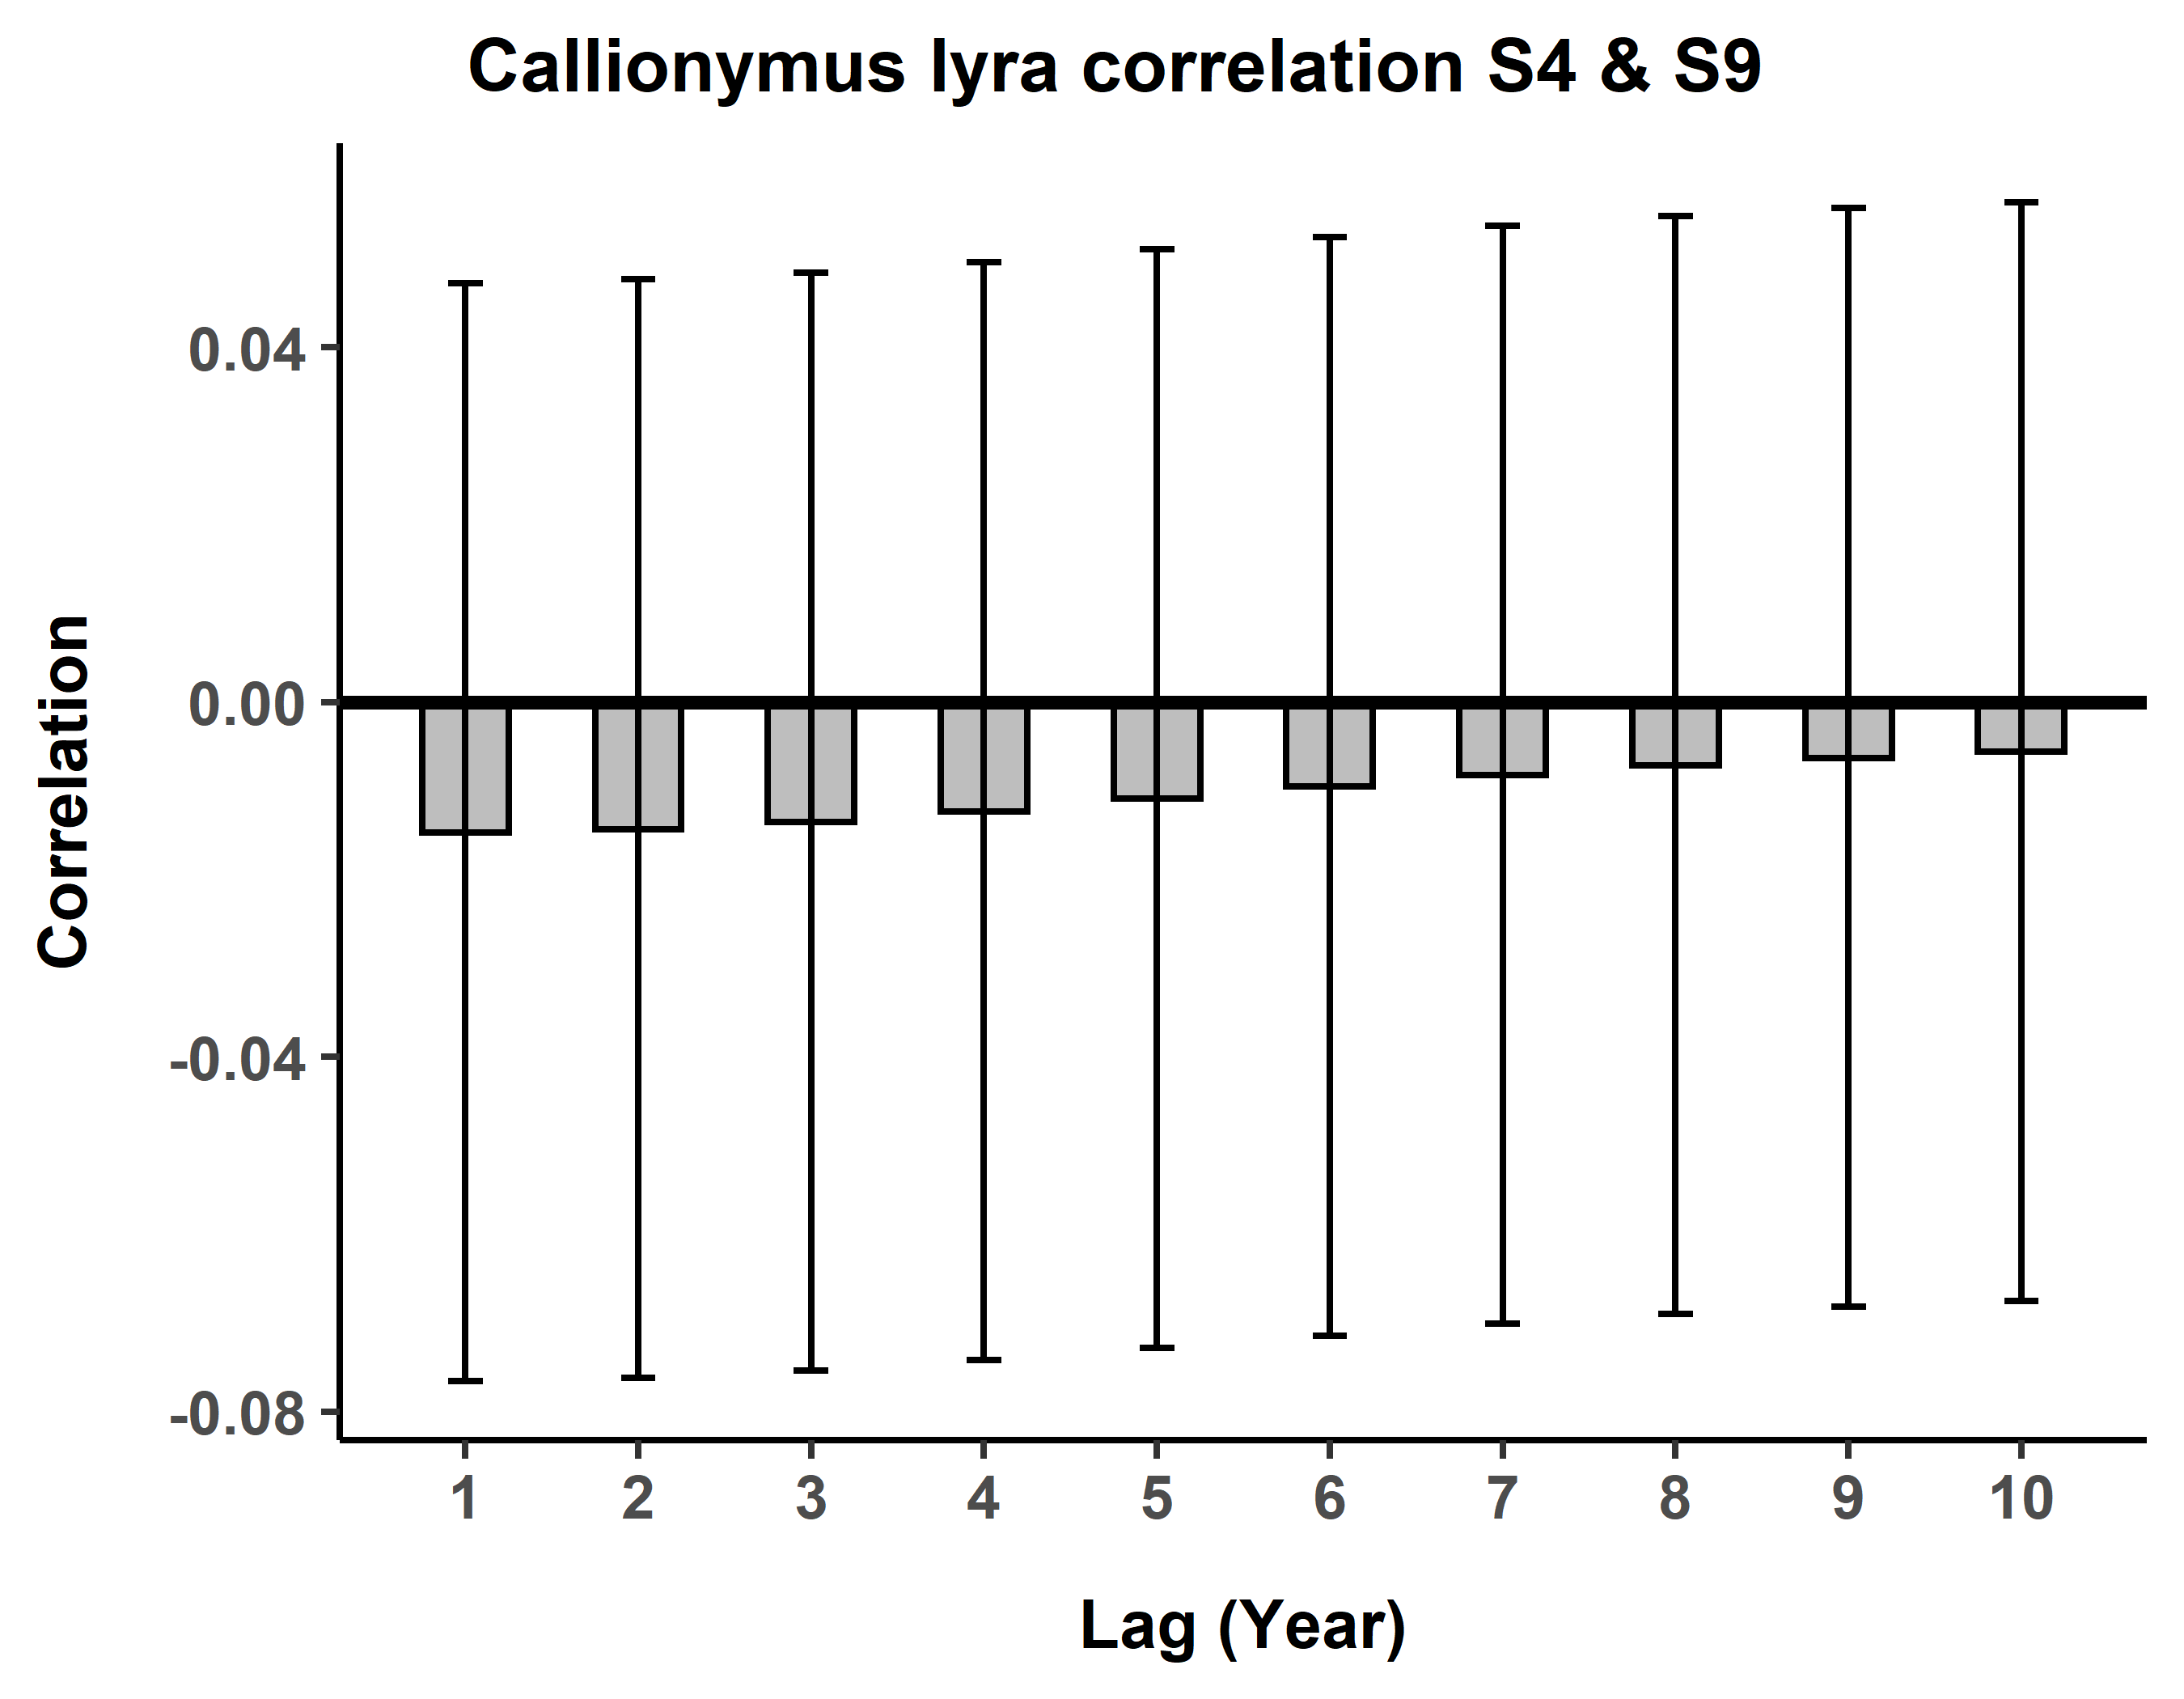 Callionymus lyra correlation S4 & S9
Correlation
0.04
0.00
-0.04
-0.08
1 2 3 4 5 6 7 8 9 10
Lag (Year)